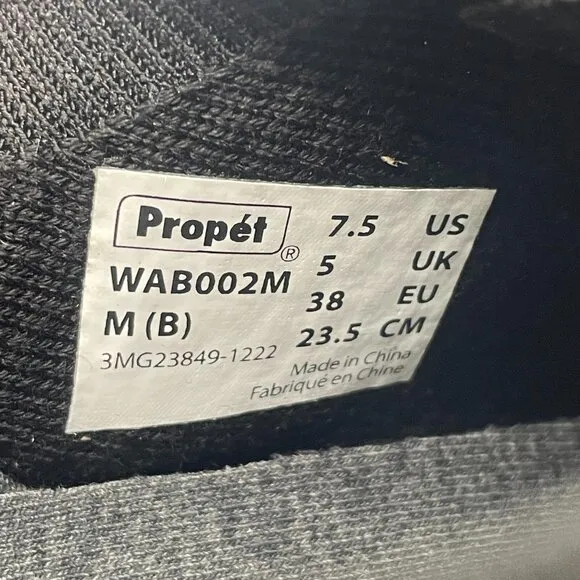 Propét® 7.5 US
WAB002M 5 UK
M (B) 38 EU
3MG23849-1222 23.5 CM
Made in China
Fabriqué en Chine